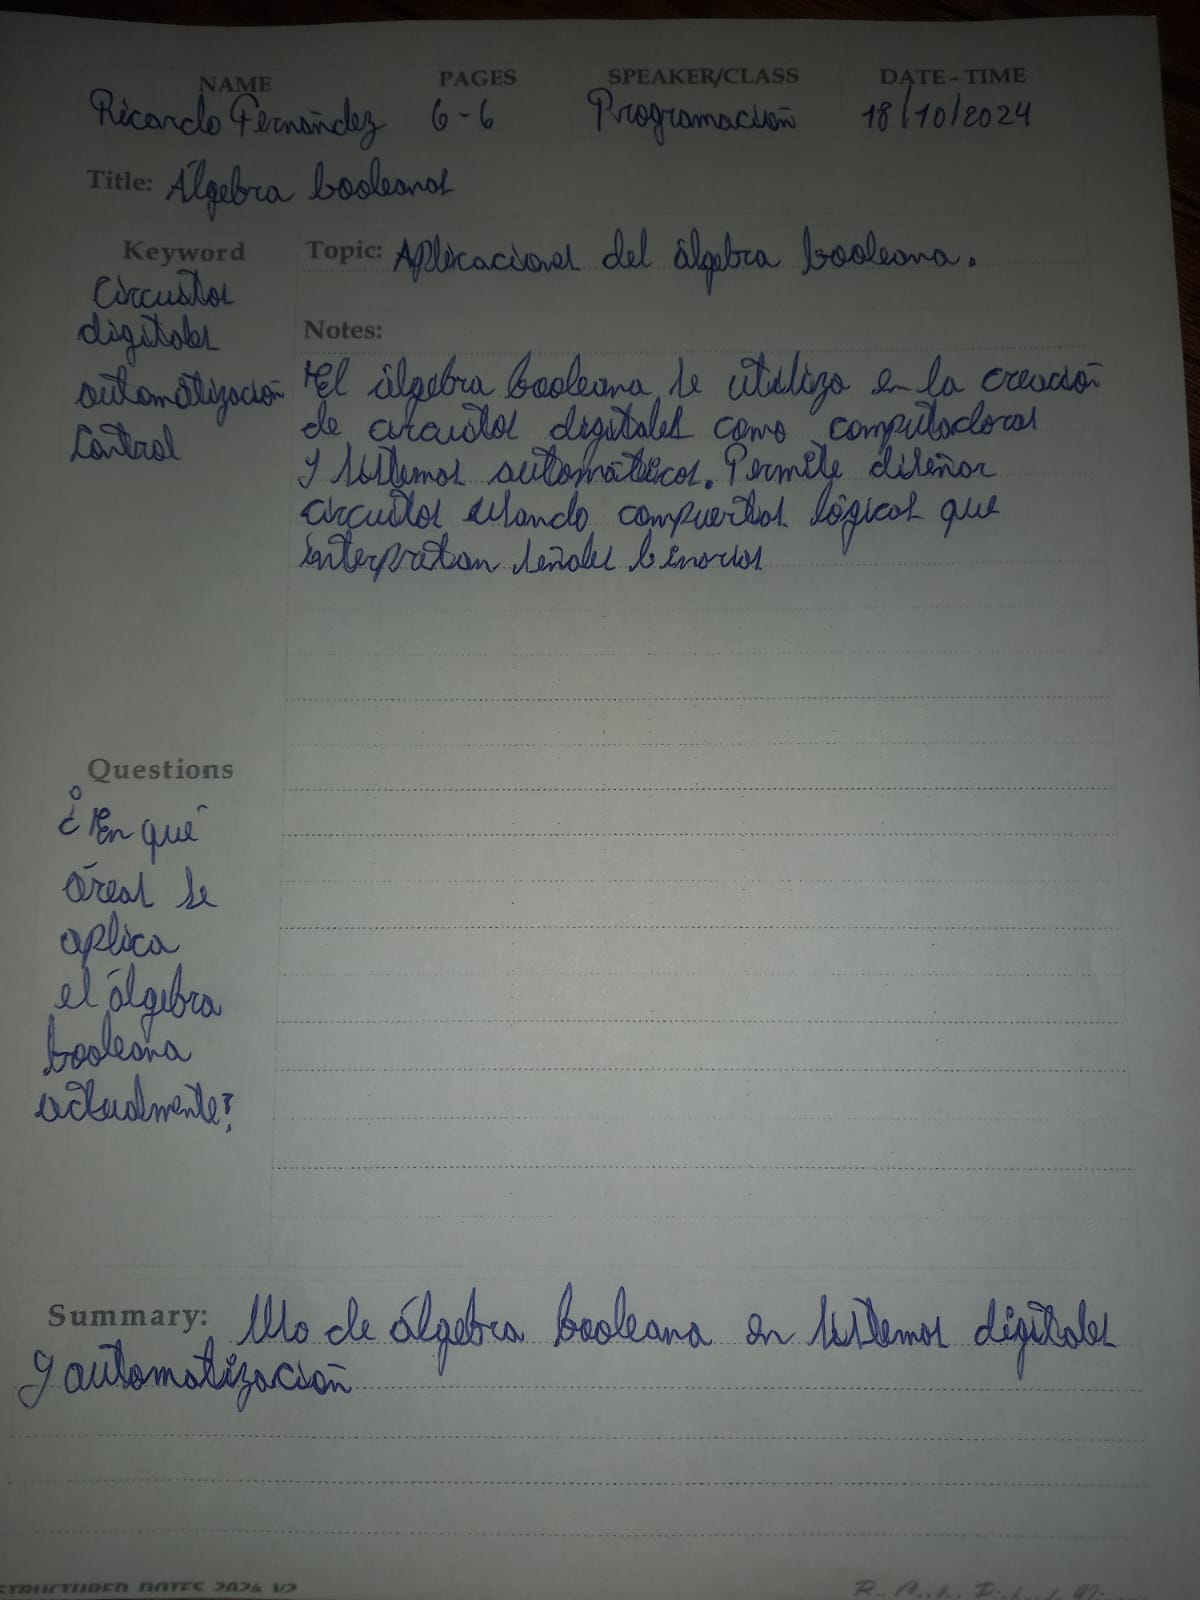 NAME PAGES SPEAKER/CLASS DATE - TIME
Ricardo Fernández 6-6 Programación 18/10/2024
Title: Álgebra booleana
Keyword
Circuitos
digitales
automatización
Control
Topic: Aplicaciones del álgebra booleana.
Notes:
El álgebra booleana se utiliza en la creación
de circuitos digitales como computadoras
y sistemas automáticos. Permite diseñar
circuitos usando compuertas lógicas que
interpretan señales binarias
Questions
¿En qué
áreas se
aplica
el álgebra
booleana
actualmente?
Summary: Uso de álgebra booleana en sistemas digitales
y automatización
STRUCTURED NOTES 2024 V2